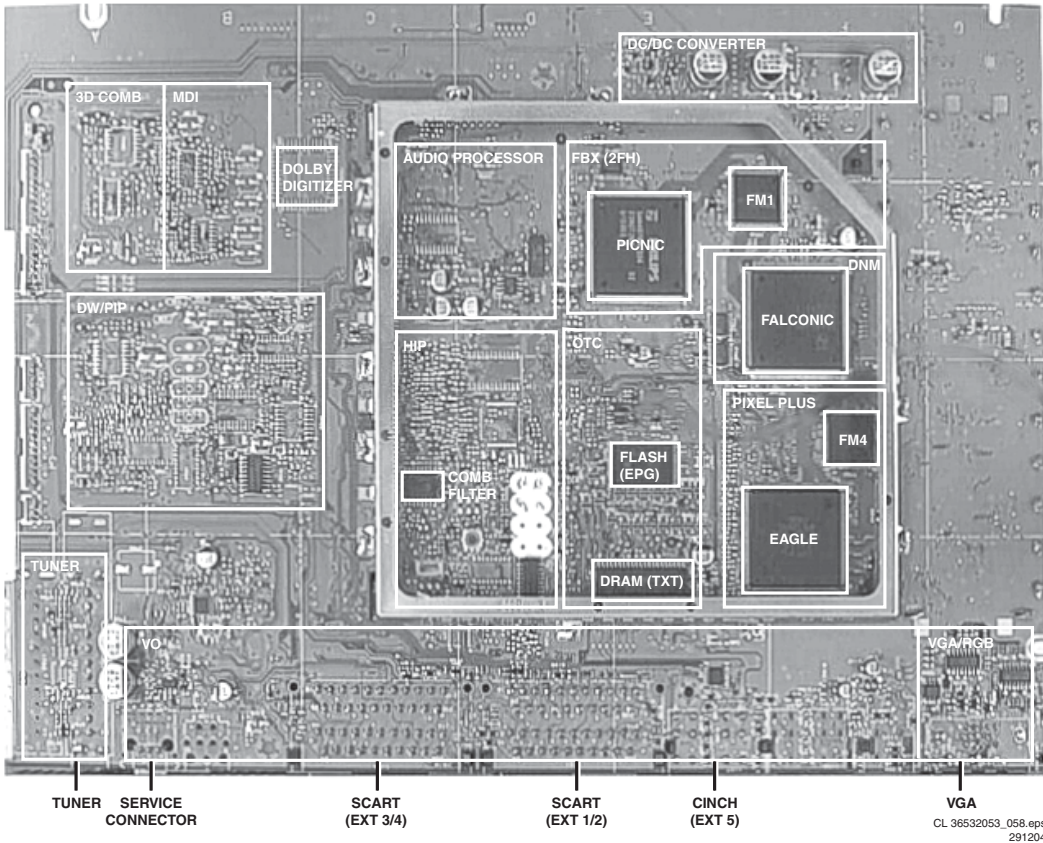 DC/DC CONVERTER
3D COMB
MDI
DOLBY
DIGITIZER
AUDIO PROCESSOR
FBX (2FH)
FM1
PICNIC
DNM
FALCONIC
DW/PIP
HIP
OTC
PIXEL PLUS
FM4
FLASH
(EPG)
COMB
FILTER
EAGLE
DRAM (TXT)
TUNER
VO
VGA/RGB
TUNER
SERVICE
CONNECTOR
SCART
(EXT 3/4)
SCART
(EXT 1/2)
CINCH
(EXT 5)
VGA
CL 36532053_058.eps
291204